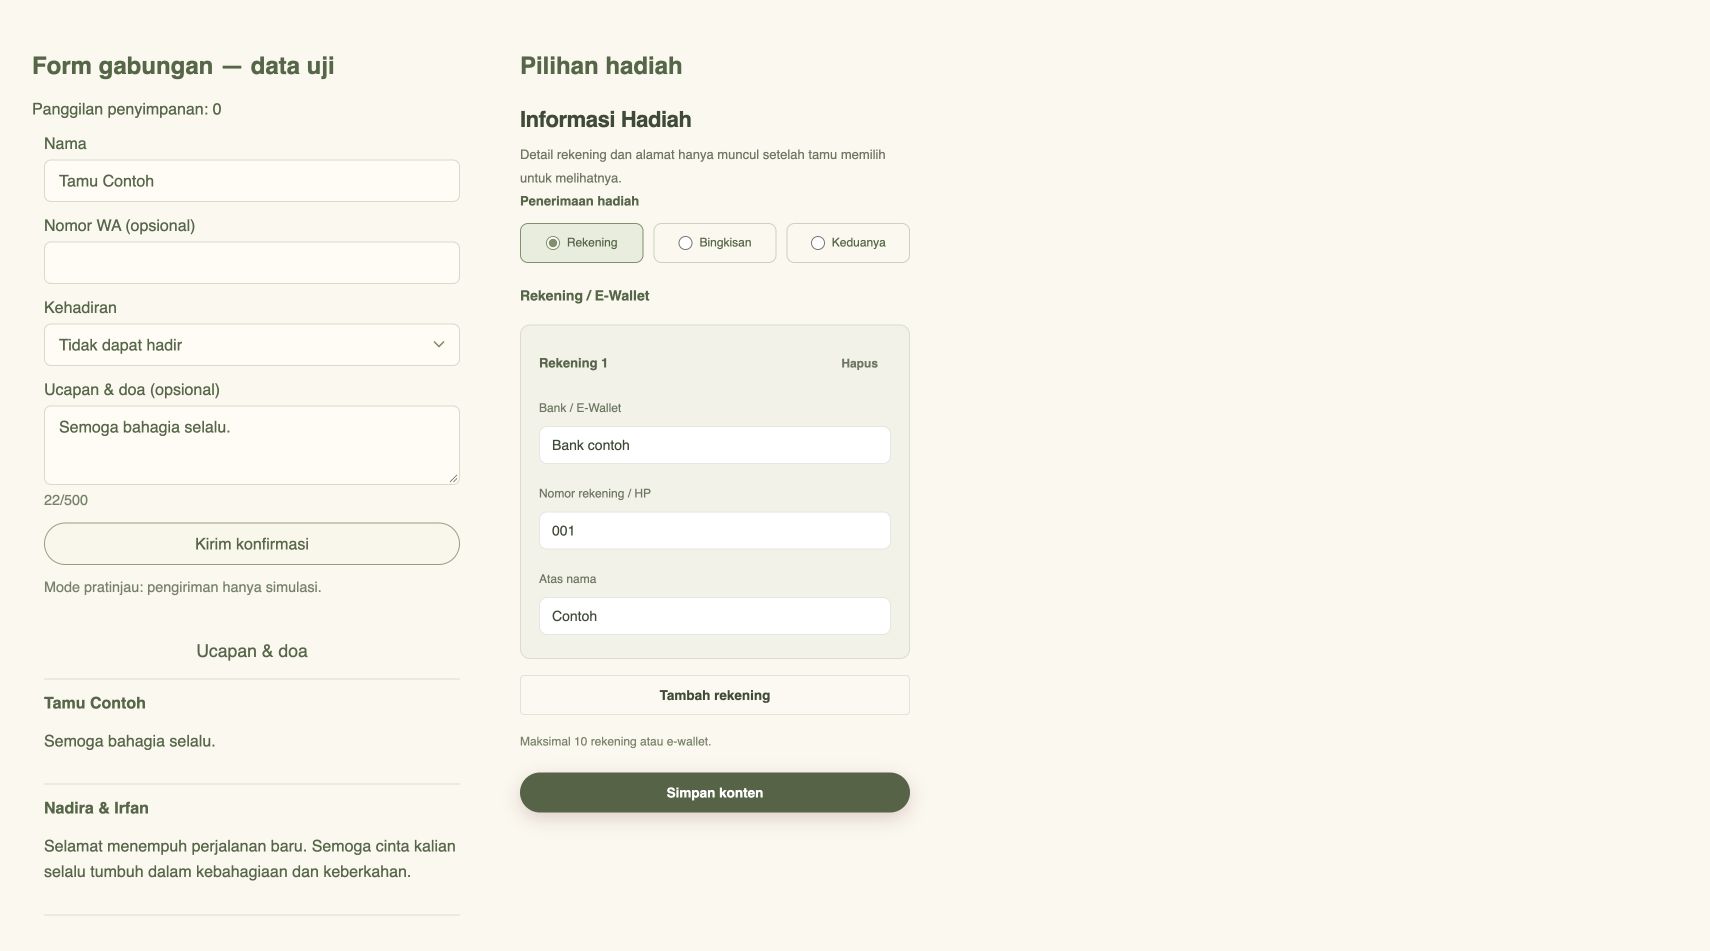 Form gabungan — data uji
Panggilan penyimpanan: 0
Nama
Tamu Contoh
Nomor WA (opsional)
Kehadiran
Tidak dapat hadir
Ucapan & doa (opsional)
Semoga bahagia selalu.
22/500
Kirim konfirmasi
Mode pratinjau: pengiriman hanya simulasi.
Ucapan & doa
Tamu Contoh
Semoga bahagia selalu.
Nadira & Irfan
Selamat menempuh perjalanan baru. Semoga cinta kalian
selalu tumbuh dalam kebahagiaan dan keberkahan.
Pilihan hadiah
Informasi Hadiah
Detail rekening dan alamat hanya muncul setelah tamu memilih
untuk melihatnya.
Penerimaan hadiah
Rekening
Bingkisan
Keduanya
Rekening / E-Wallet
Rekening 1
Hapus
Bank / E-Wallet
Bank contoh
Nomor rekening / HP
001
Atas nama
Contoh
Tambah rekening
Maksimal 10 rekening atau e-wallet.
Simpan konten